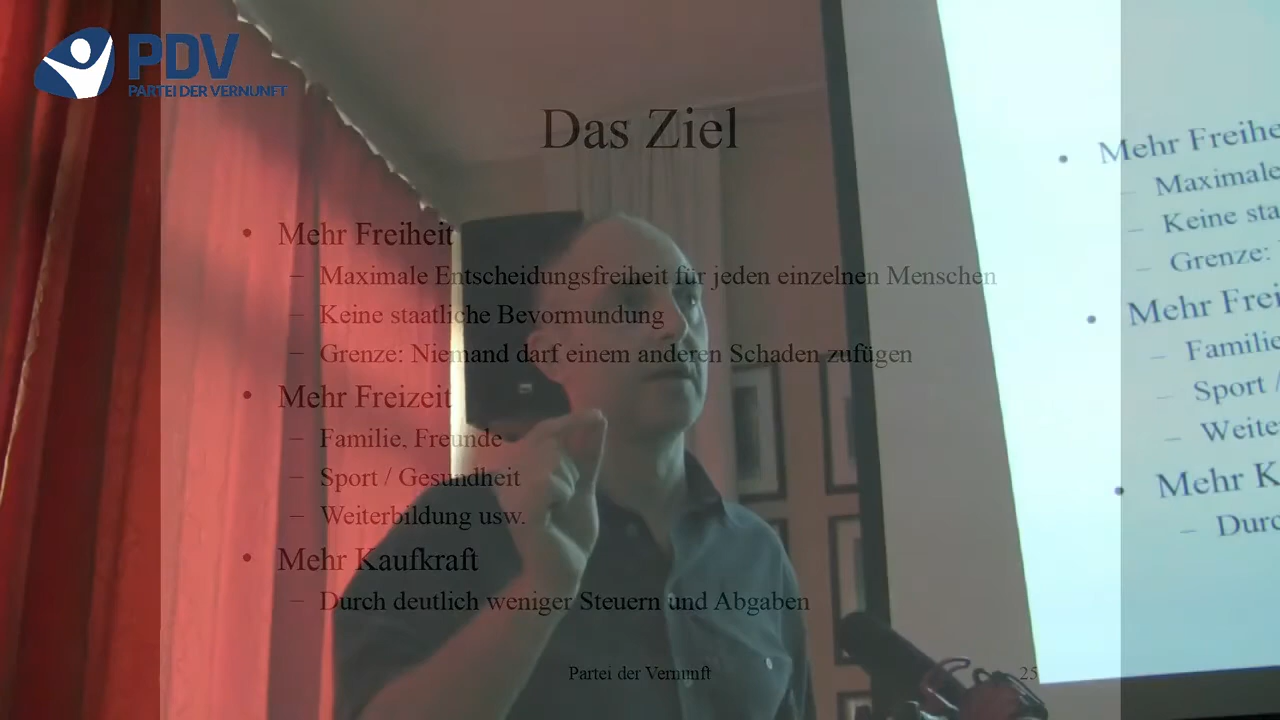 PDV
PARTEI DER VERNUNFT
Das Ziel
• Mehr Freiheit
– Maximale Entscheidungsfreiheit für jeden einzelnen Menschen
– Keine staatliche Bevormundung
– Grenze: Niemand darf einem anderen Schaden zufügen
• Mehr Freizeit
– Familie, Freunde
– Sport / Gesundheit
– Weiterbildung usw.
• Mehr Kaufkraft
– Durch deutlich weniger Steuern und Abgaben
Partei der Vernunft
25
• Mehr Freihe
– Maximale
– Keine sta
– Grenze:
• Mehr Frei
– Familie
– Sport /
– Weite
• Mehr K
– Durc